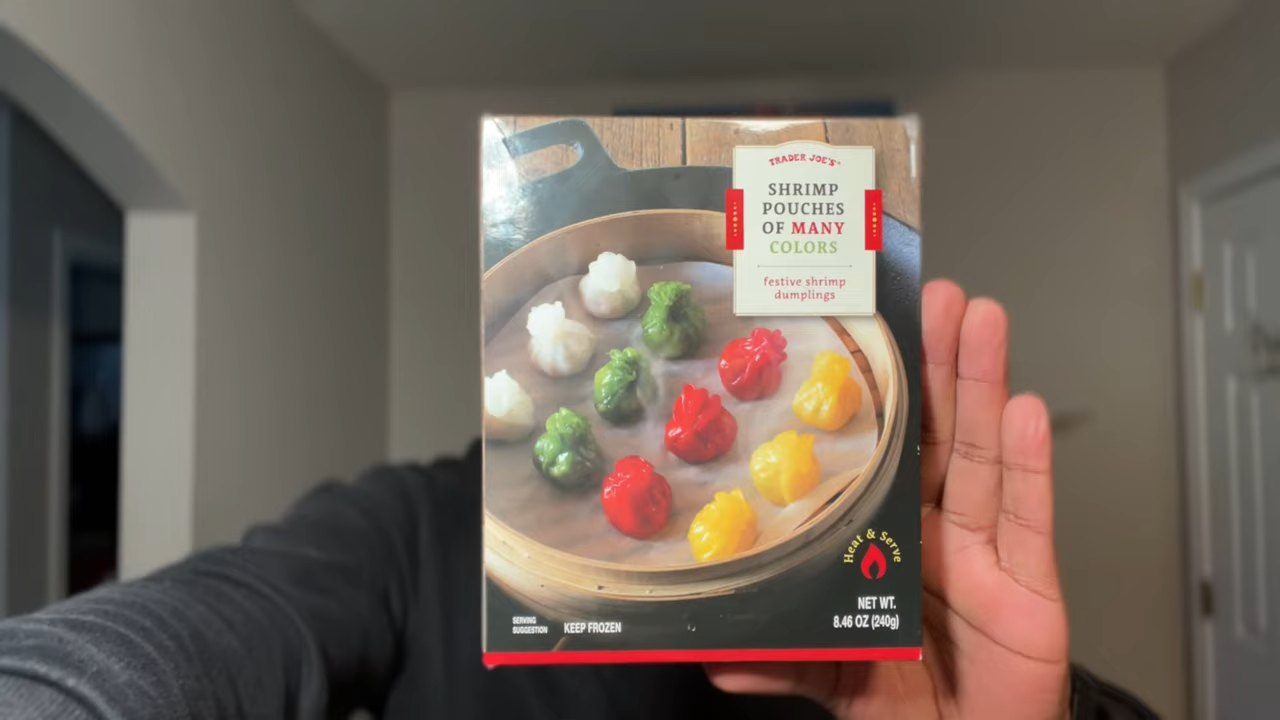 TRADER JOE'S
SHRIMP
POUCHES
OF MANY
COLORS
festive shrimp
dumplings
Heat & Serve
NET WT.
8.46 OZ (240g)
SERVING
SUGGESTION
KEEP FROZEN